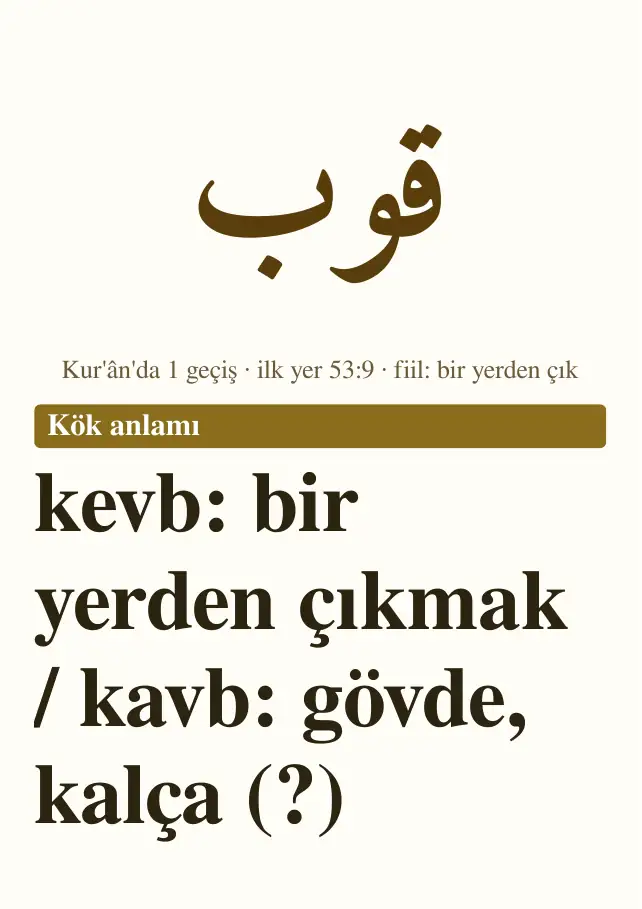 قوب
Kur'ân'da 1 geçiş · ilk yer 53:9 · fiil: bir yerden çık
Kök anlamı
kevb: bir
yerden çıkmak
/ kavb: gövde,
kalça (?)